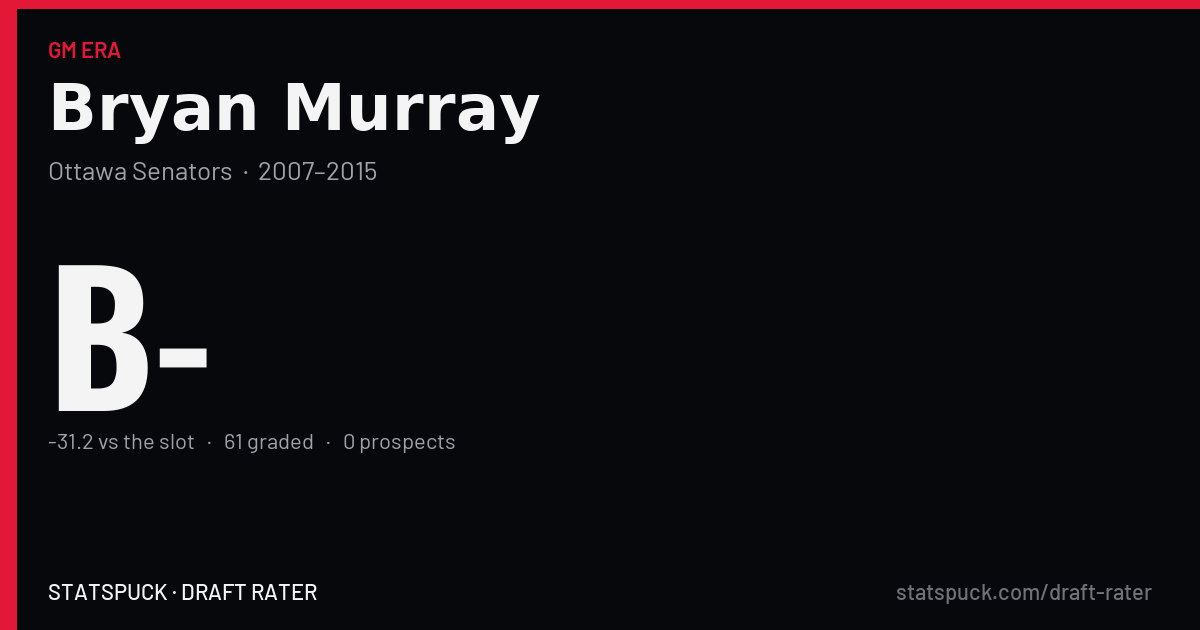 GM ERA
Bryan Murray
Ottawa Senators · 2007–2015
B-
-31.2 vs the slot · 61 graded · 0 prospects
STATSPUCK · DRAFT RATER
statspuck.com/draft-rater